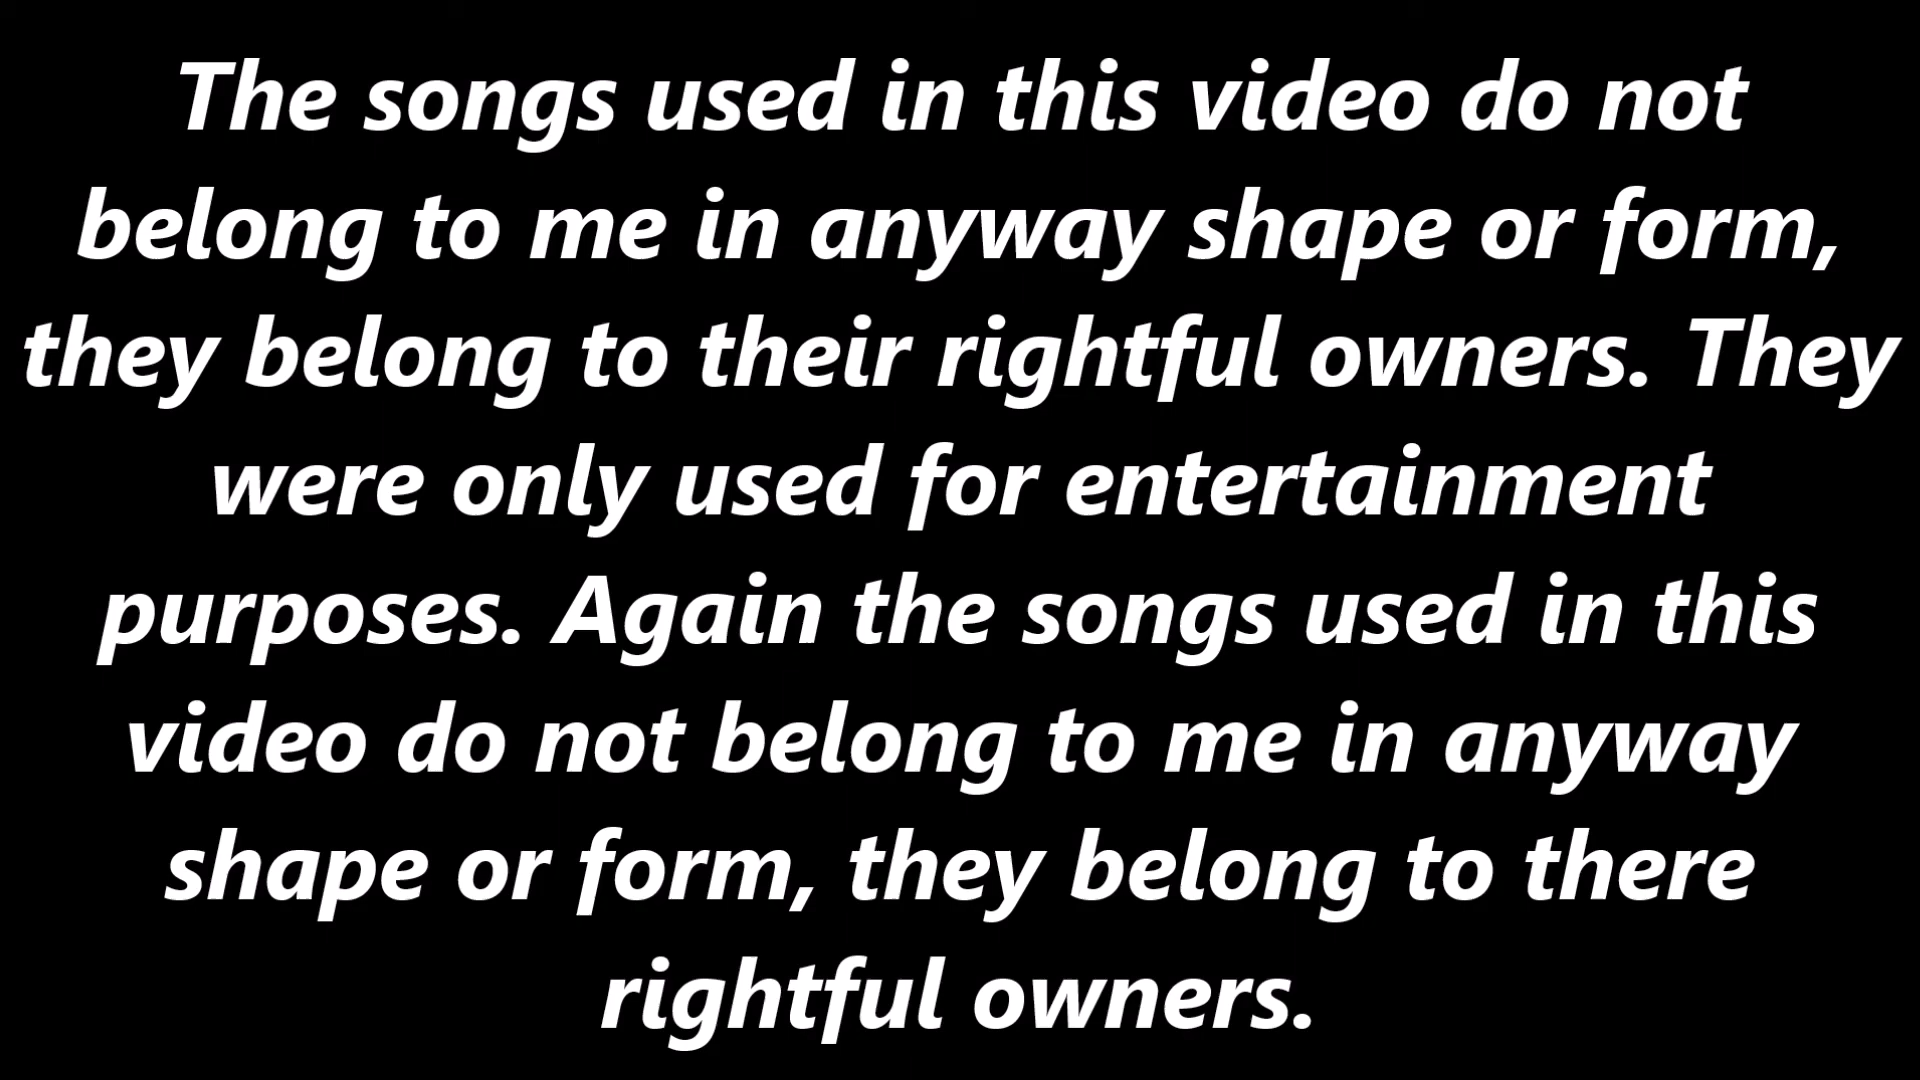 The songs used in this video do not
belong to me in anyway shape or form,
they belong to their rightful owners. They
were only used for entertainment
purposes. Again the songs used in this
video do not belong to me in anyway
shape or form, they belong to there
rightful owners.